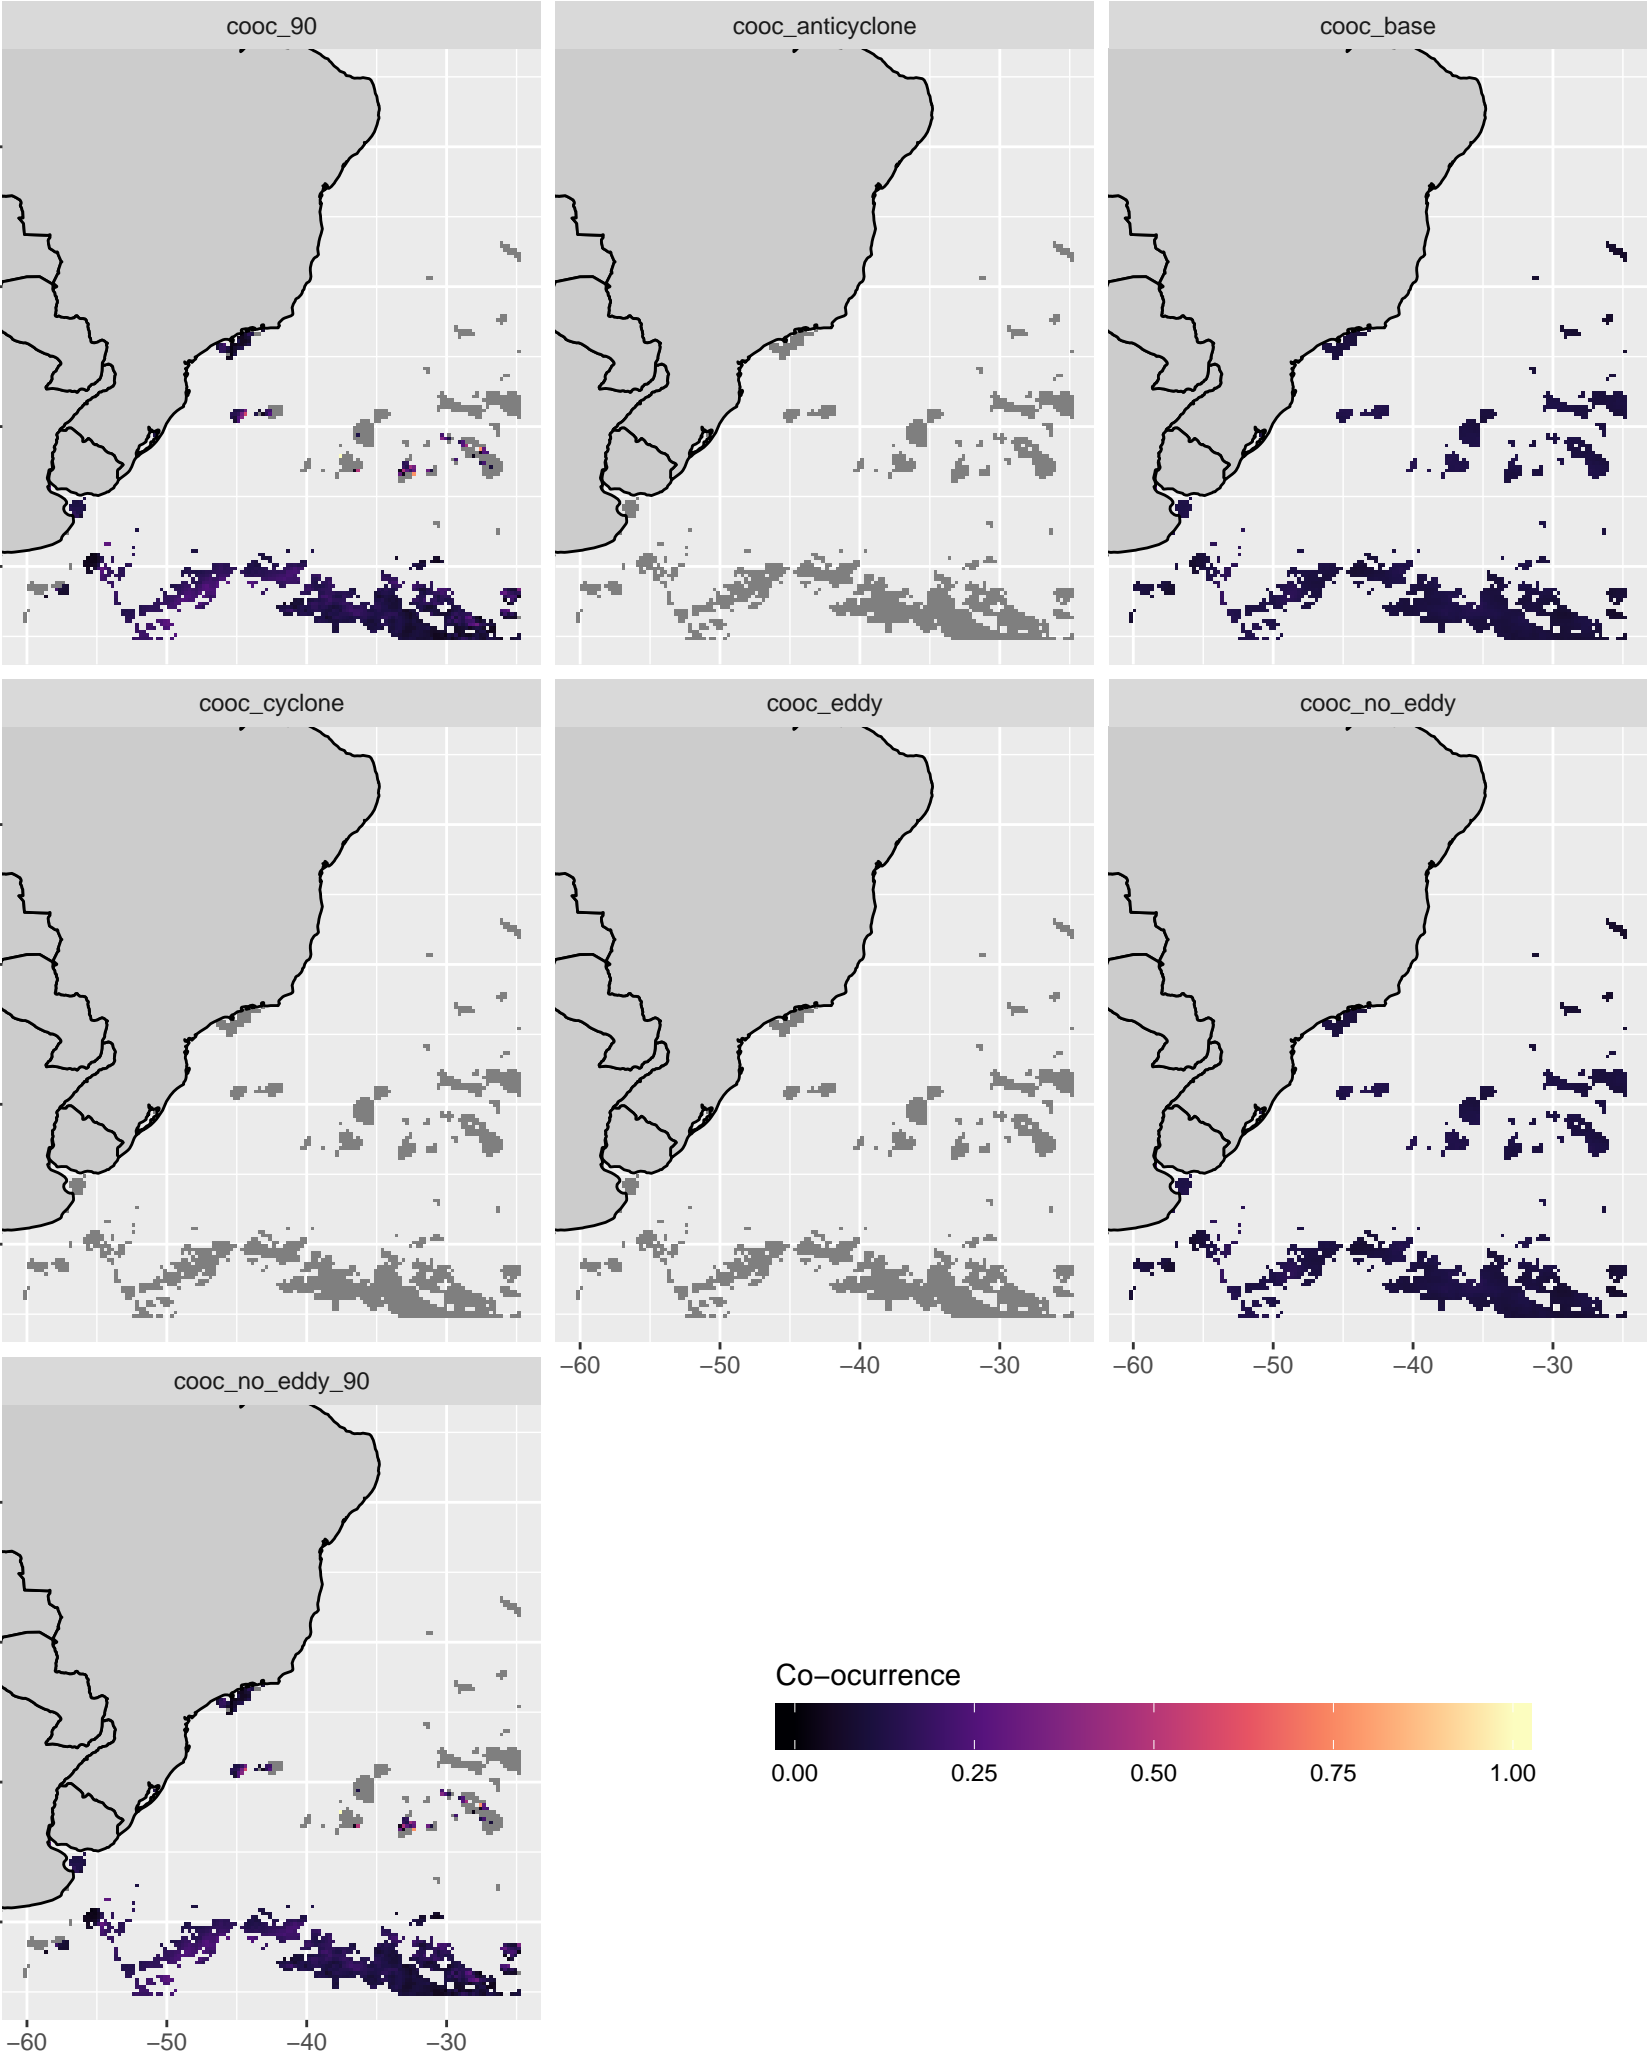 cooc_90 cooc_anticyclone cooc_base
cooc_cyclone cooc_eddy cooc_no_eddy
−60 −50 −40 −30 −60 −50 −40 −30
cooc_no_eddy_90
Co−ocurrence
0.00 0.25 0.50 0.75 1.00
−60 −50 −40 −30